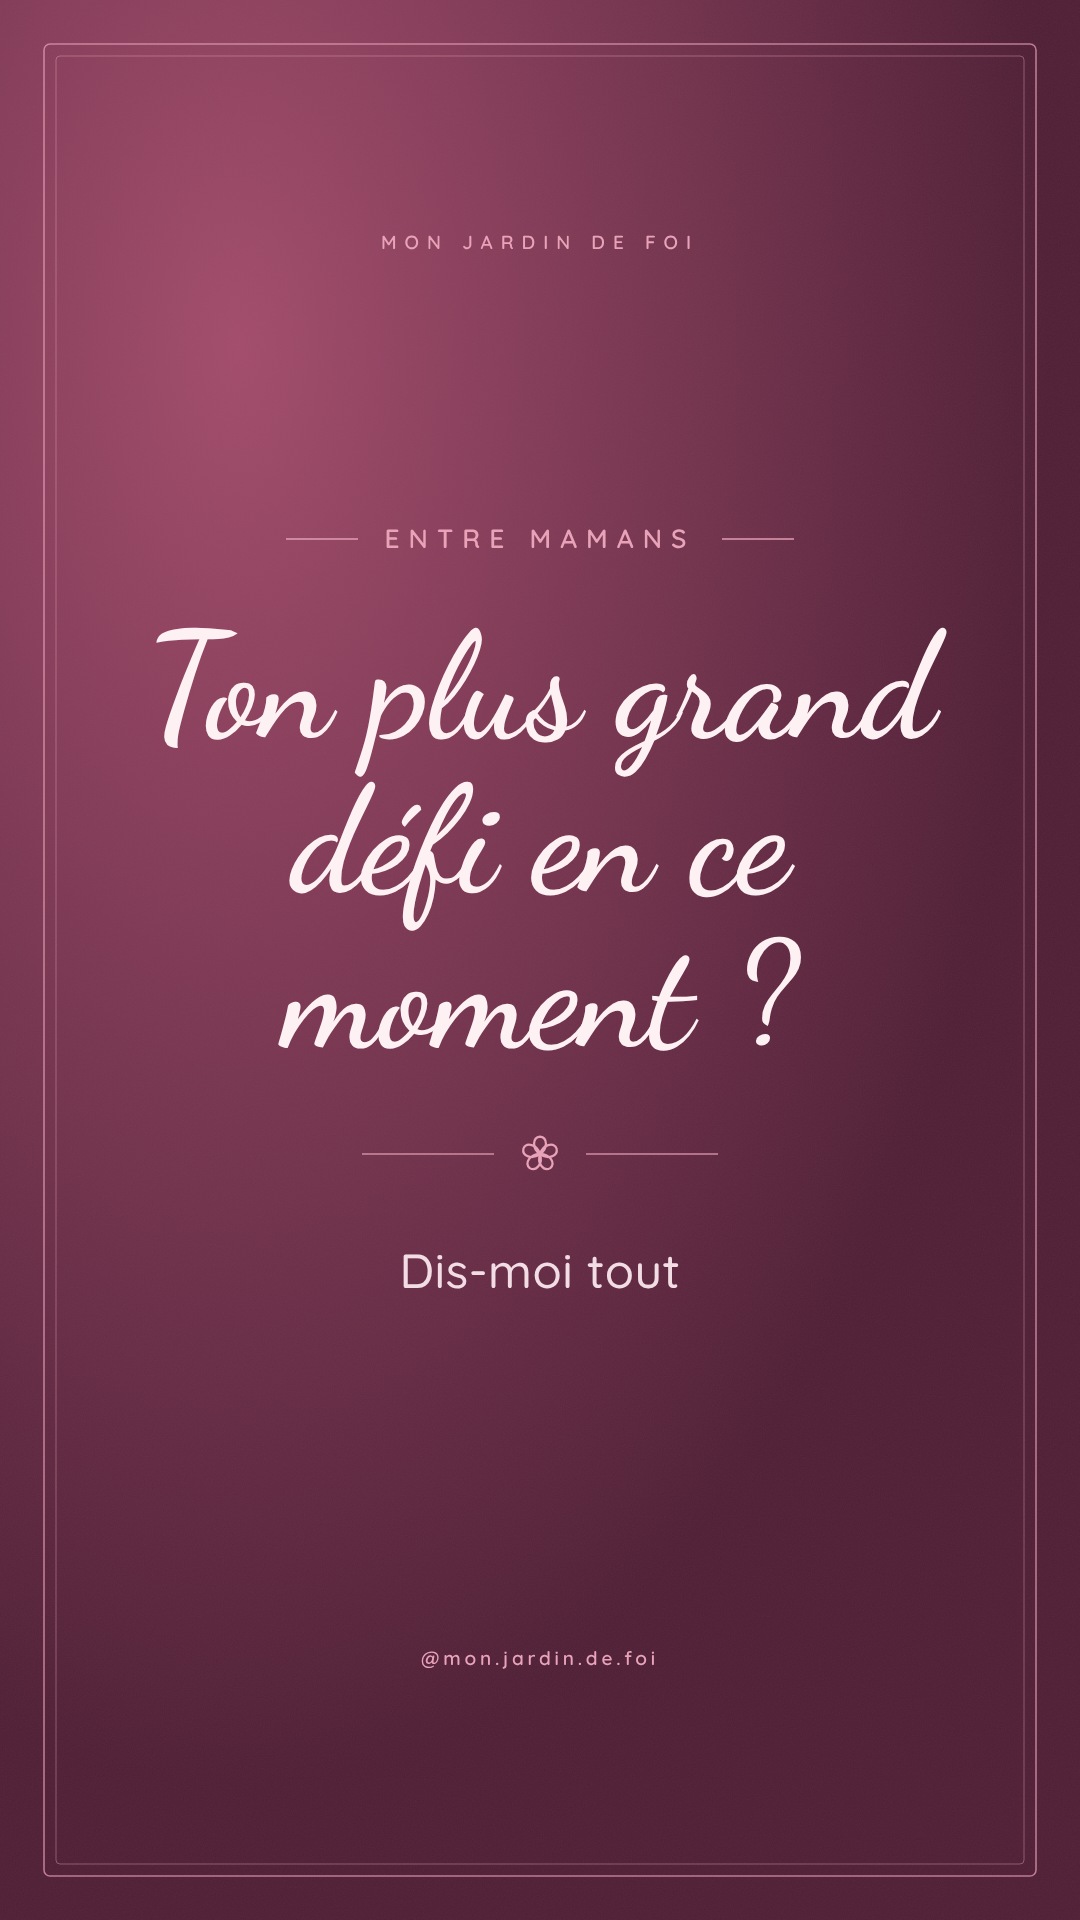 MON JARDIN DE FOI
ENTRE MAMANS
Ton plus grand
défi en ce
moment ?
Dis-moi tout
@mon.jardin.de.foi